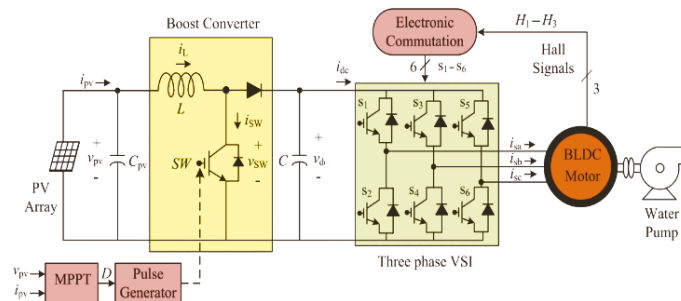 Boost Converter
Electronic
Commutation
H1-H3
Hall
Signals
3
6
s1-s6
ipv
iL
L
idc
iSW
SW
+
vSW
-
+
vpv
-
Cpv
C
+
vdc
-
PV
Array
s1
s3
s5
s2
s4
s6
isa
isb
isc
BLDC
Motor
Water
Pump
Three phase VSI
vpv
ipv
MPPT
D
Pulse
Generator